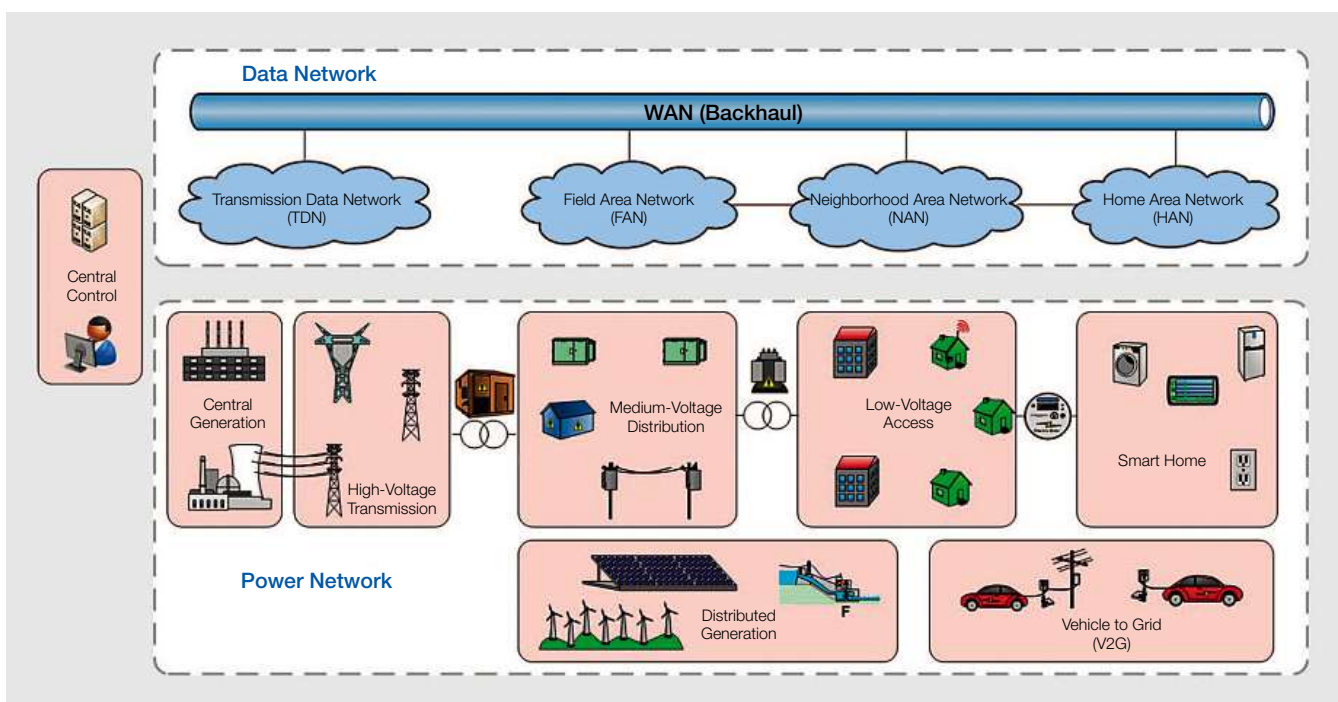 Data Network
WAN (Backhaul)
Transmission Data Network
(TDN)
Field Area Network
(FAN)
Neighborhood Area Network
(NAN)
Home Area Network
(HAN)
Central
Control
Central
Generation
High-Voltage
Transmission
Medium-Voltage
Distribution
Low-Voltage
Access
Smart Home
Power Network
Distributed
Generation
F
Vehicle to Grid
(V2G)